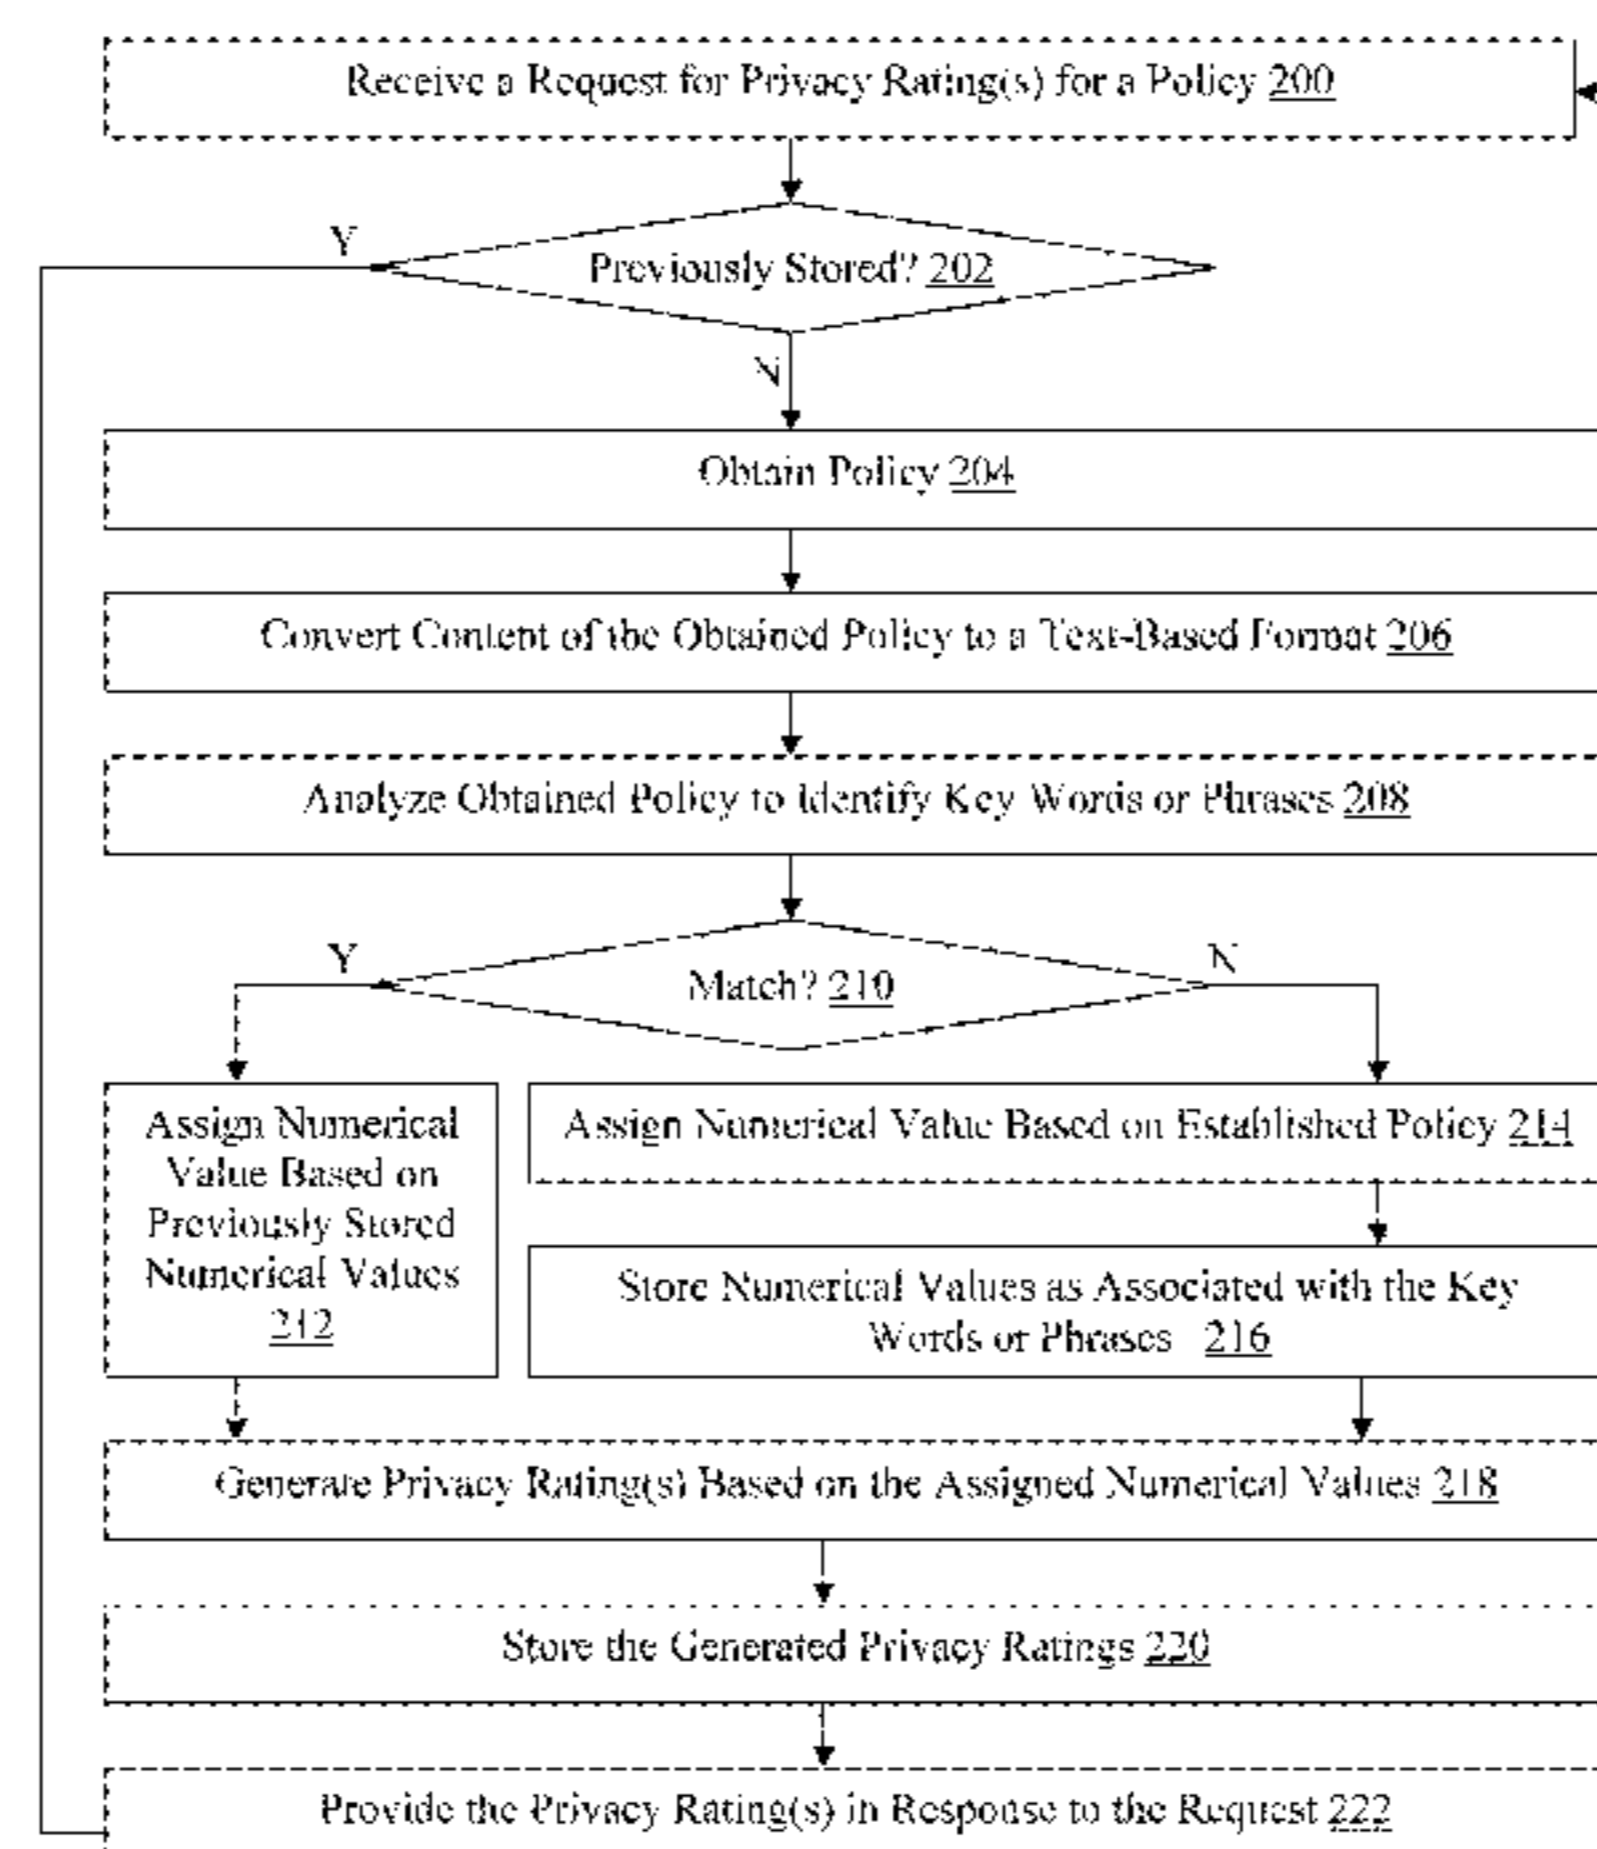 Receive a Request for Privacy Rating(s) for a Policy 200
Y
Previously Stored? 202
N
Obtain Policy 204
Convert Content of the Obtained Policy to a Text-Based Format 206
Analyze Obtained Policy to Identify Key Words or Phrases 208
Y
Match? 210
N
Assign Numerical
Value Based on
Previously Stored
Numerical Values
212
Assign Numerical Value Based on Established Policy 214
Store Numerical Values as Associated with the Key
Words or Phrases 216
Generate Privacy Rating(s) Based on the Assigned Numerical Values 218
Store the Generated Privacy Ratings 220
Provide the Privacy Rating(s) in Response to the Request 222